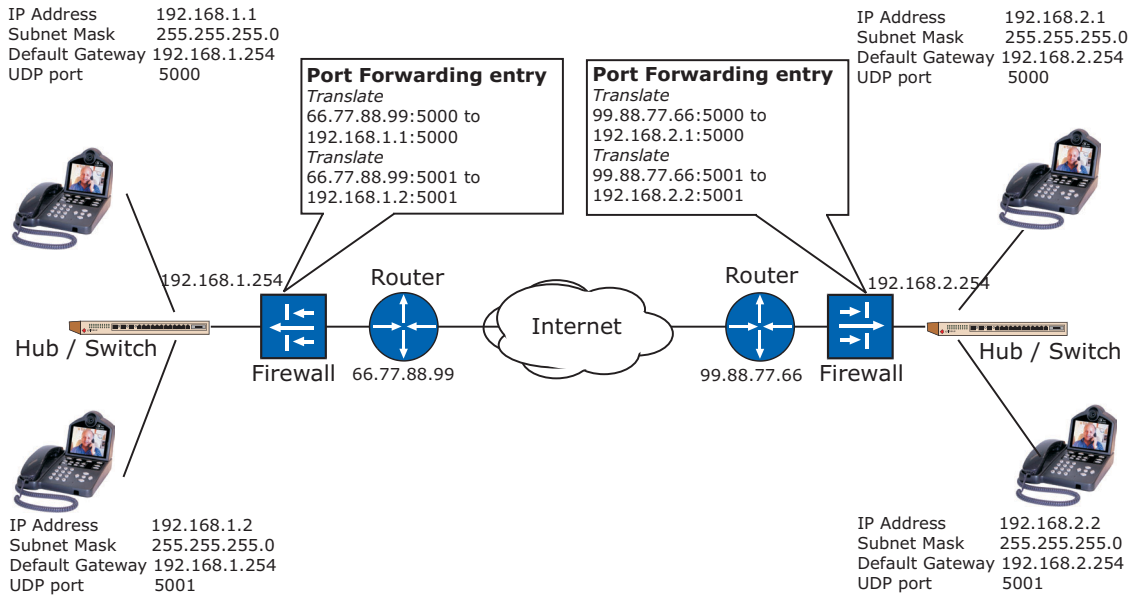 IP Address 192.168.1.1
Subnet Mask 255.255.255.0
Default Gateway 192.168.1.254
UDP port 5000
IP Address 192.168.2.1
Subnet Mask 255.255.255.0
Default Gateway 192.168.2.254
UDP port 5000
Port Forwarding entry
Translate
66.77.88.99:5000 to
192.168.1.1:5000
Translate
66.77.88.99:5001 to
192.168.1.2:5001
Port Forwarding entry
Translate
99.88.77.66:5000 to
192.168.2.1:5000
Translate
99.88.77.66:5001 to
192.168.2.2:5001
192.168.1.254
Router
Router
192.168.2.254
Internet
Hub / Switch
Firewall
66.77.88.99
99.88.77.66
Firewall
Hub / Switch
IP Address 192.168.1.2
Subnet Mask 255.255.255.0
Default Gateway 192.168.1.254
UDP port 5001
IP Address 192.168.2.2
Subnet Mask 255.255.255.0
Default Gateway 192.168.2.254
UDP port 5001